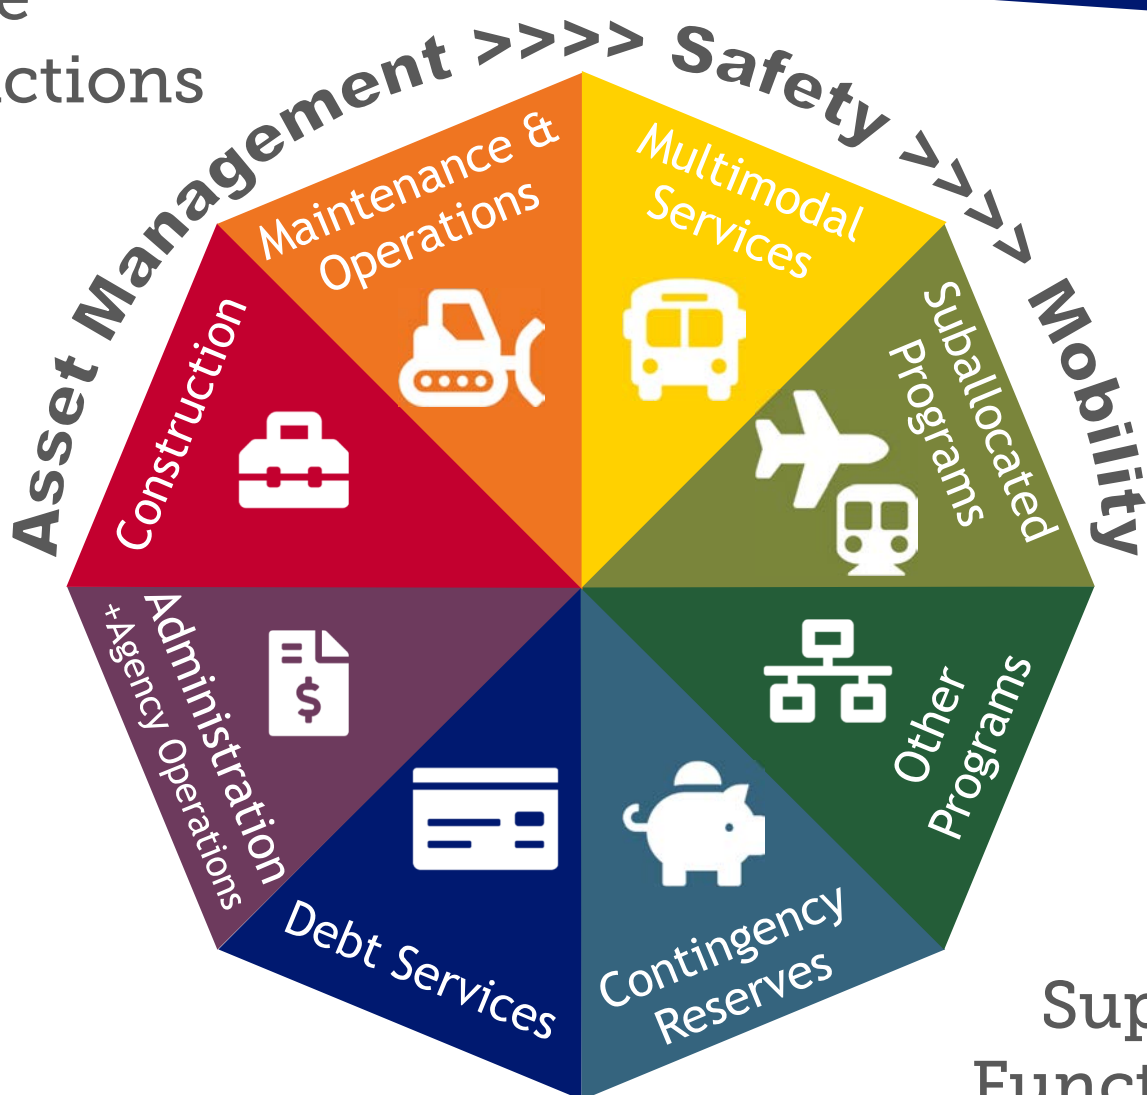 ctions
Asset Management >>>> Safety >>>> Mobility
Maintenance &
Operations
Multimodal
Services
Suballocated
Programs
Construction
Administration
+Agency Operations
Other
Programs
Debt Services
Contingency
Reserves
Sup
Funct
$